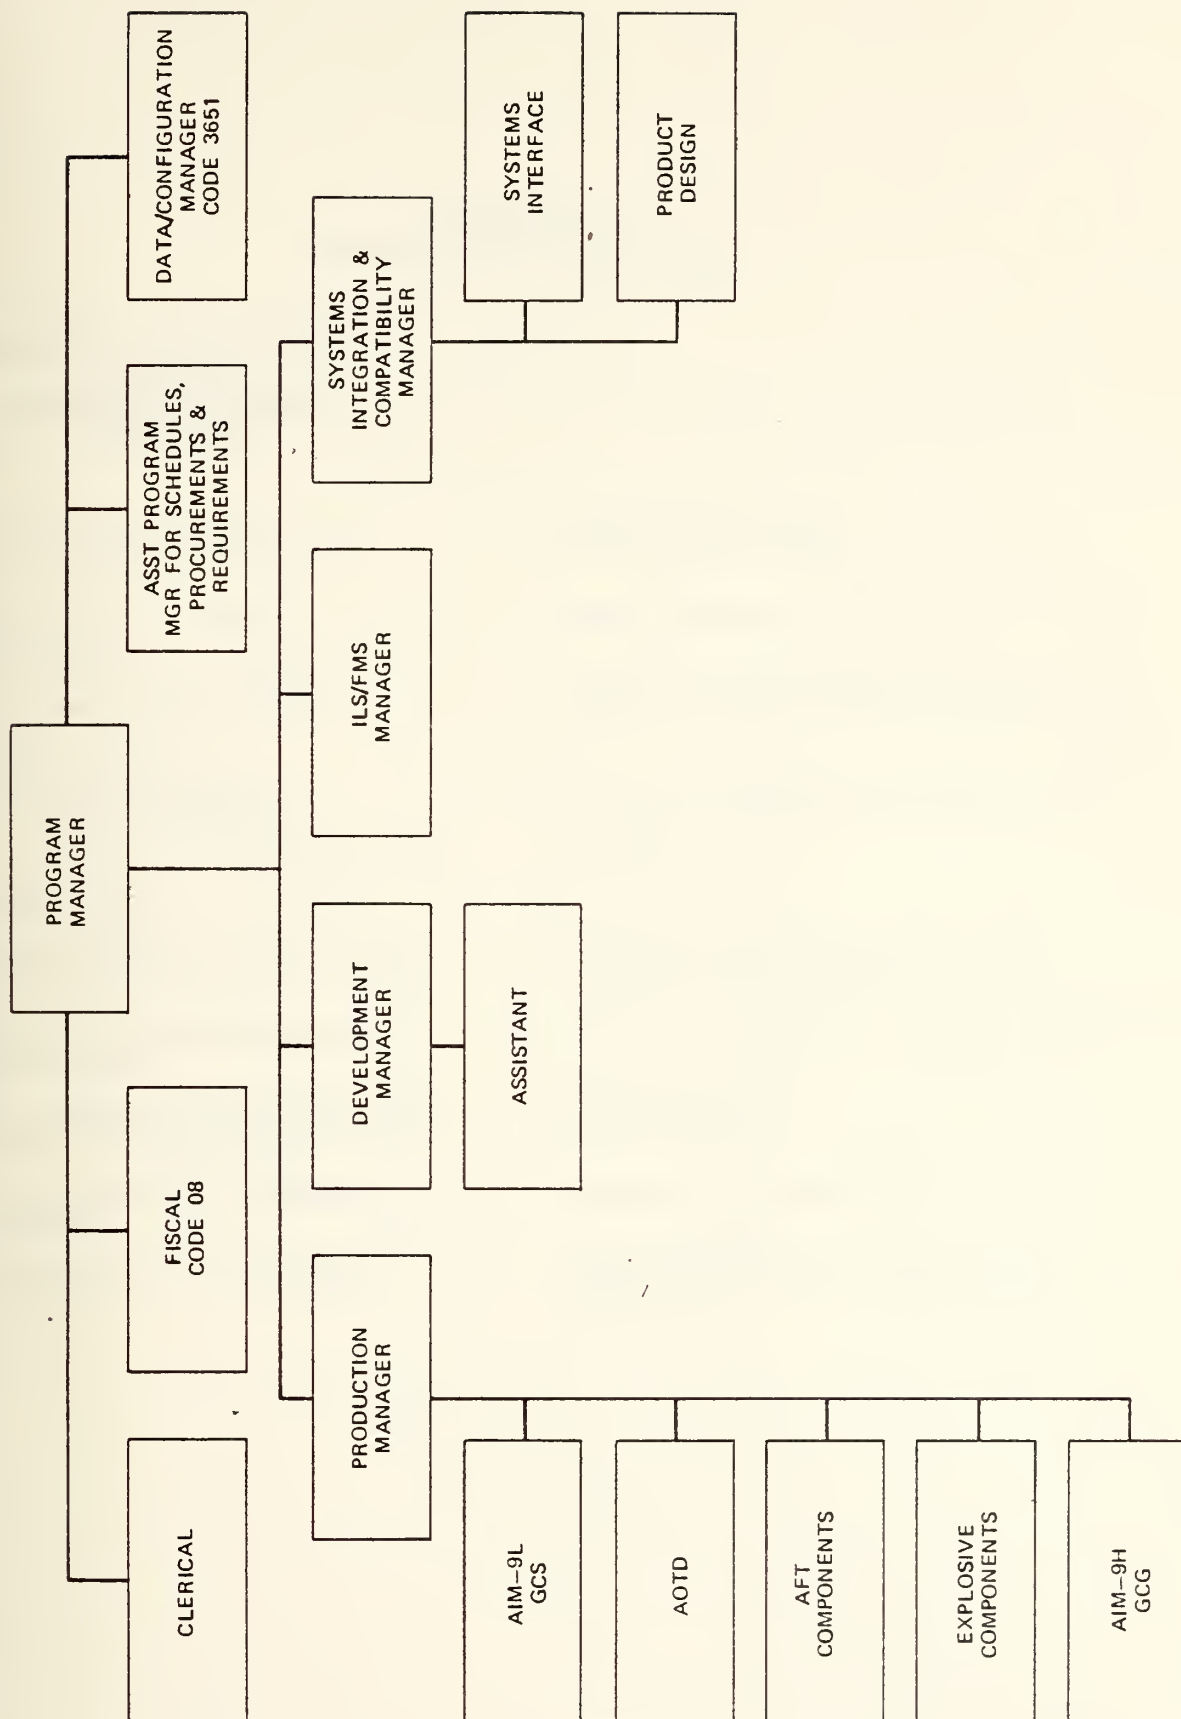 PROGRAM
MANAGER
CLERICAL
FISCAL
CODE 08
ASST PROGRAM
MGR FOR SCHEDULES,
PROCUREMENTS &
REQUIREMENTS
DATA/CONFIGURATION
MANAGER
CODE 3651
PRODUCTION
MANAGER
DEVELOPMENT
MANAGER
ILS/FMS
MANAGER
SYSTEMS
INTEGRATION &
COMPATIBILITY
MANAGER
AIM-9L
GCS
ASSISTANT
SYSTEMS
INTERFACE
AOTD
PRODUCT
DESIGN
AFT
COMPONENTS
EXPLOSIVE
COMPONENTS
AIM-9H
GCG